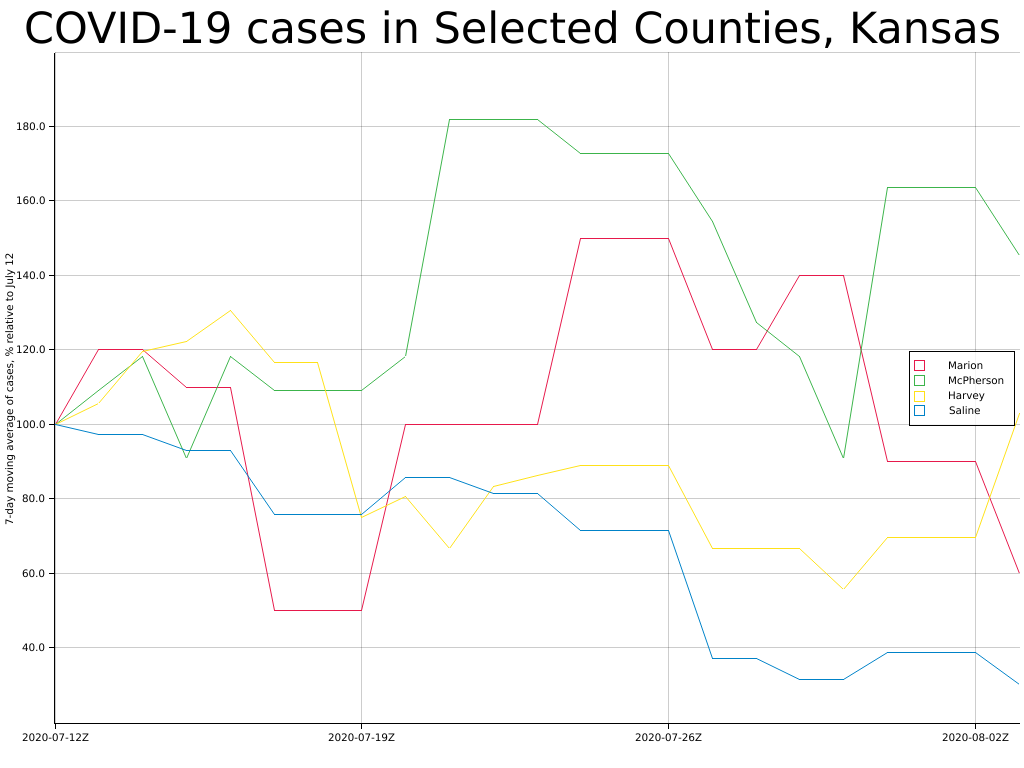 COVID-19 cases in Selected Counties, Kansas
7-day moving average of cases, % relative to July 12
180.0
160.0
140.0
120.0
100.0
80.0
60.0
40.0
Marion
McPherson
Harvey
Saline
2020-07-12Z
2020-07-19Z
2020-07-26Z
2020-08-02Z